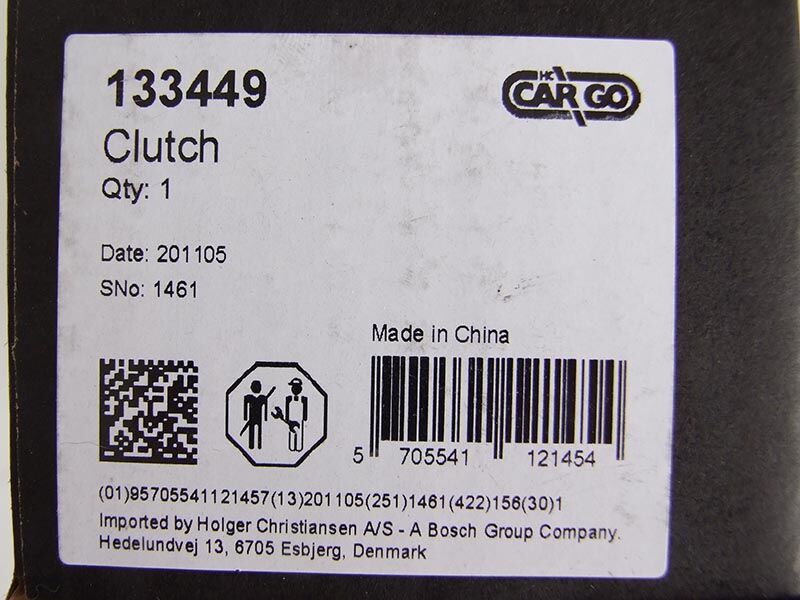 133449
HC
CARGO
Clutch
Qty: 1
Date: 201105
SNo: 1461
Made in China
5 705541 121454
(01)95705541121457(13)201105(251)1461(422)156(30)1
Imported by Holger Christiansen A/S - A Bosch Group Company.
Hedelundvej 13, 6705 Esbjerg, Denmark